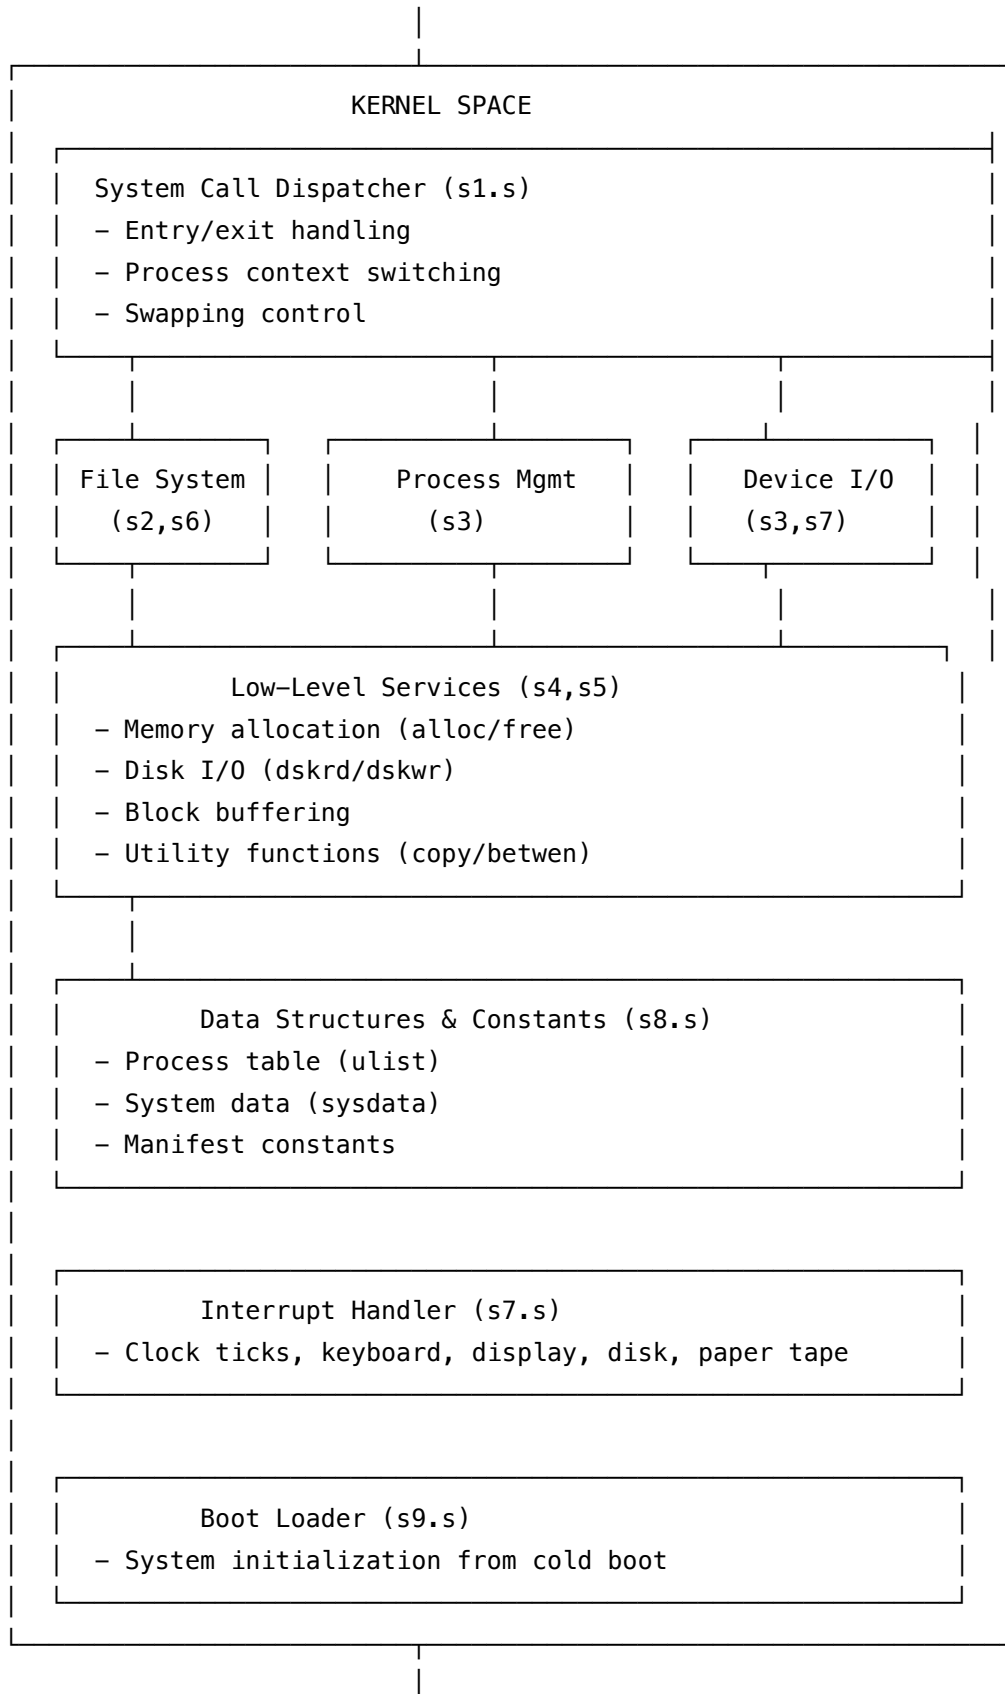 KERNEL SPACE
System Call Dispatcher (s1.s)
- Entry/exit handling
- Process context switching
- Swapping control
File System
(s2,s6)
Process Mgmt
(s3)
Device I/O
(s3,s7)
Low-Level Services (s4,s5)
- Memory allocation (alloc/free)
- Disk I/O (dskrd/dskwr)
- Block buffering
- Utility functions (copy/betwen)
Data Structures & Constants (s8.s)
- Process table (ulist)
- System data (sysdata)
- Manifest constants
Interrupt Handler (s7.s)
- Clock ticks, keyboard, display, disk, paper tape
Boot Loader (s9.s)
- System initialization from cold boot